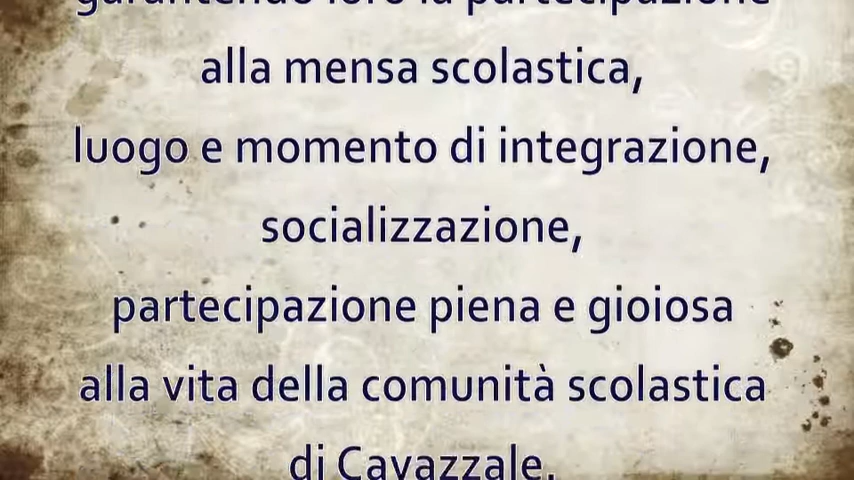 garantendo loro la partecipazione
alla mensa scolastica,
luogo e momento di integrazione,
socializzazione,
partecipazione piena e gioiosa
alla vita della comunità scolastica
di Cavazzale.